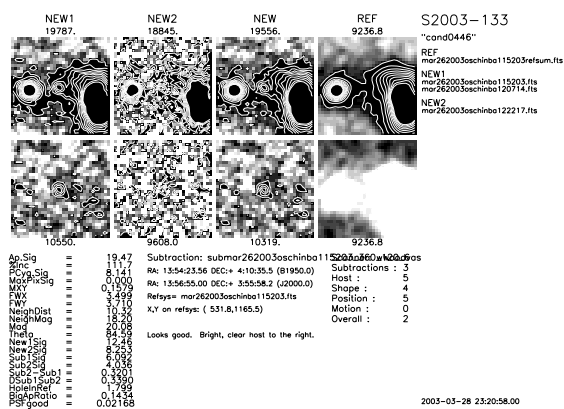 NEW1 NEW2 NEW REF S2003-133
19787. 18845. 19556. 9236.8
"cand0446"
REF
mar262003oschinba115203refsum.fts
NEW1
mar262003oschinba115203.fts
mar262003oschinba120714.fts
NEW2
mar262003oschinba122217.fts
10550. 9608.0 10319. 9236.8
Ap.Sig = 19.47
%Inc = 111.7
PCyg.Sig = 8.141
MaxPixSig = 0.000
MXY = 0.1579
FWX = 3.499
FWY = 3.710
NeighDist = 10.32
NeighMag = 18.20
Mag = 20.08
Theta = 84.59
New1Sig = 12.46
New2Sig = 8.253
Sub1Sig = 6.092
Sub2Sig = 4.036
Sub2-Sub1 = 0.3201
DSub1Sub2 = 0.3390
HoleInRef = 1.799
BigApRatio = 0.1434
PSFgood = 0.02168
Subtraction: submar262003oschinba115203
RA: 13:54:23.56 DEC:+ 4:10:35.5 (B1950.0)
RA: 13:56:55.00 DEC:+ 3:55:58.2 (J2000.0)
Refsys= mar262003oschinba115203.fts
X,Y on refsys: ( 531.8,1165.5)
Looks good. Bright, clear host to the right.
Subtractions : 3
Host : 5
Shape : 4
Position : 5
Motion : 0
Overall : 2
2003-03-28 23:20:58.00